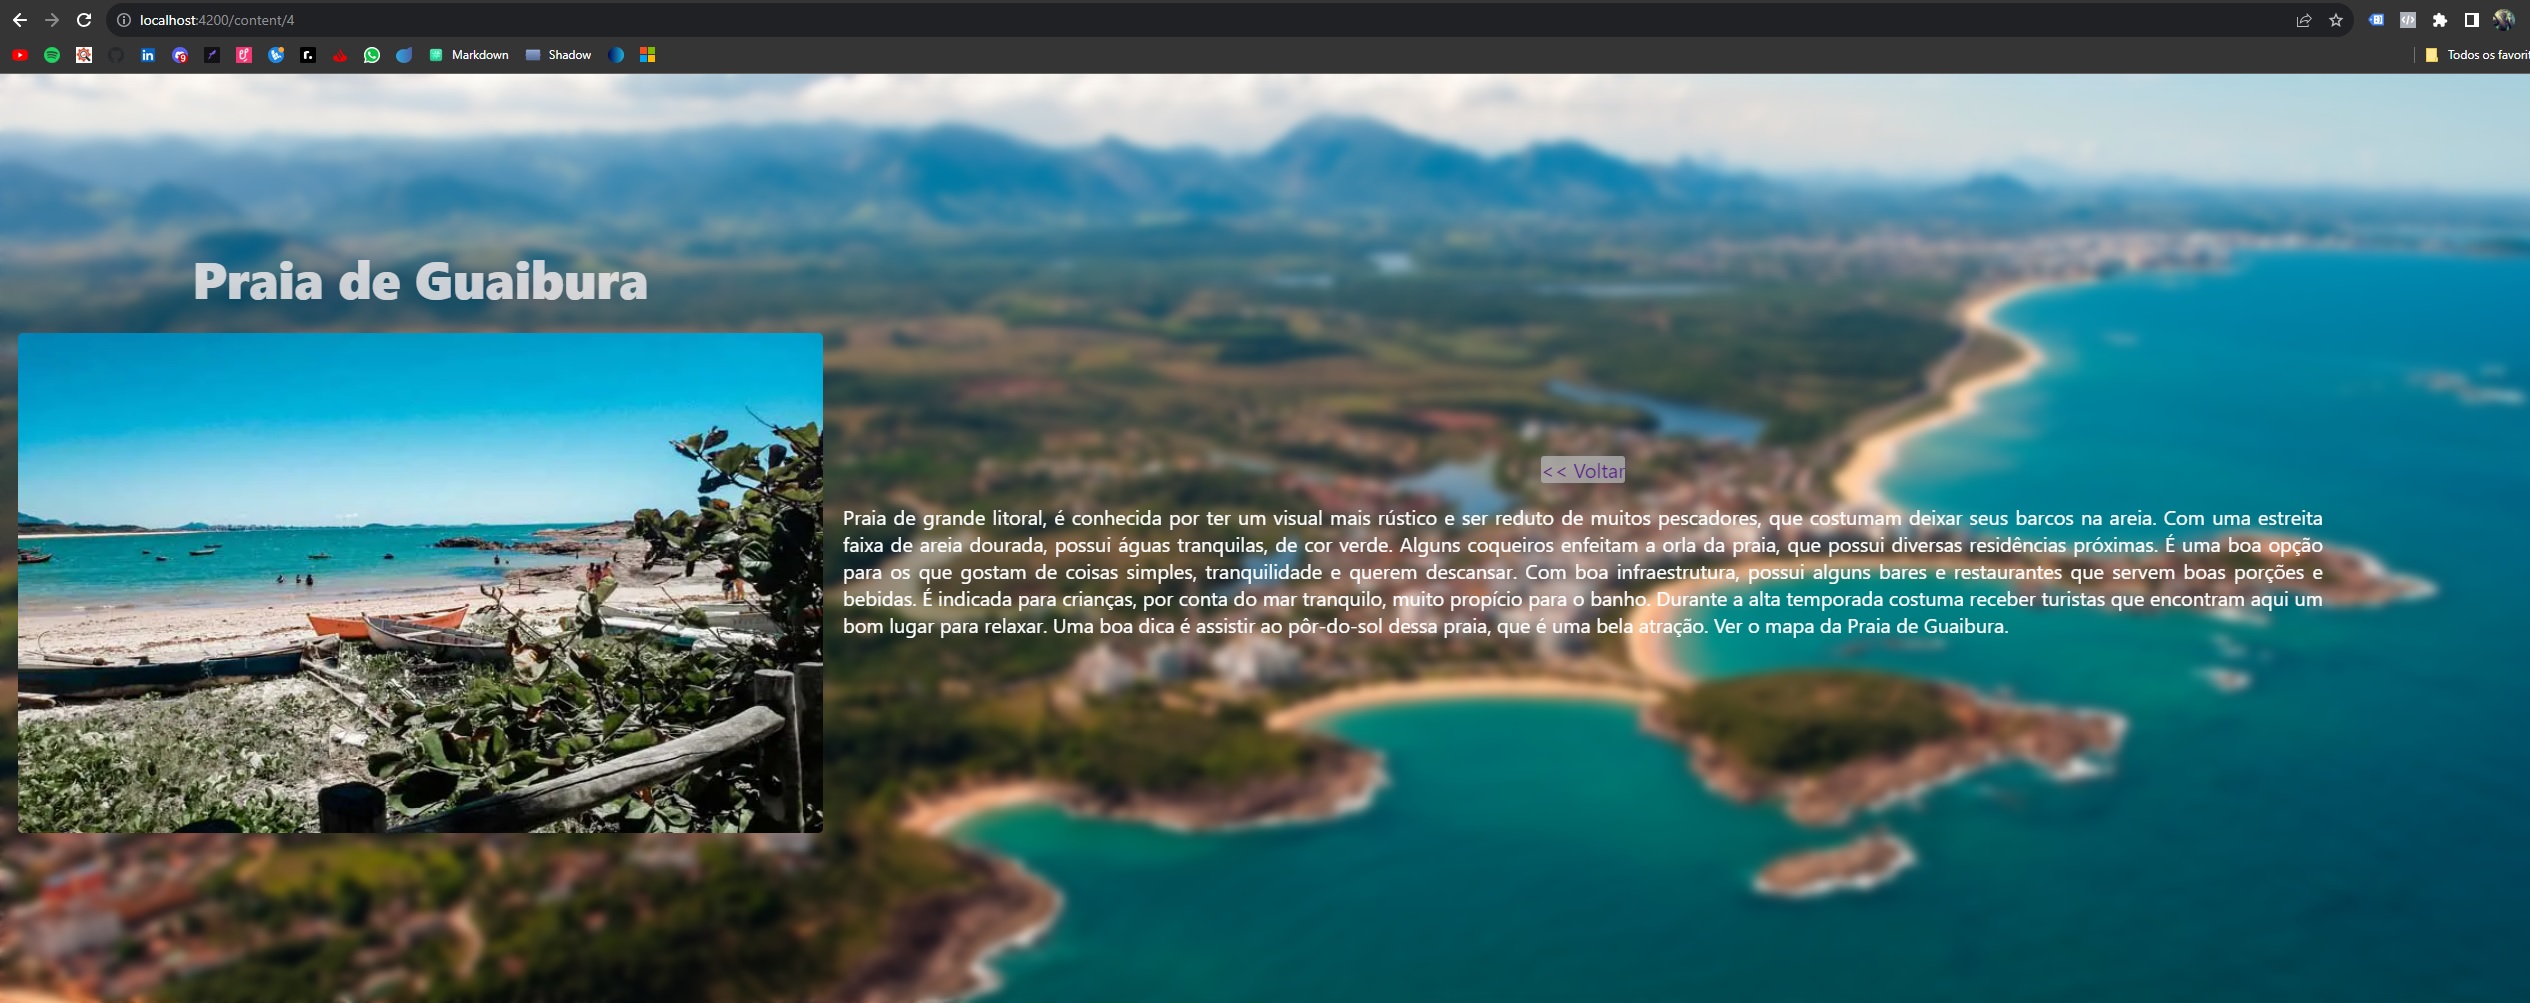 localhost:4200/content/4
Markdown
Shadow
Todos os favorit
Praia de Guaibura
<< Voltar
Praia de grande litoral, é conhecida por ter um visual mais rústico e ser reduto de muitos pescadores, que costumam deixar seus barcos na areia. Com uma estreita
faixa de areia dourada, possui águas tranquilas, de cor verde. Alguns coqueiros enfeitam a orla da praia, que possui diversas residências próximas. É uma boa opção
para os que gostam de coisas simples, tranquilidade e querem descansar. Com boa infraestrutura, possui alguns bares e restaurantes que servem boas porções e
bebidas. É indicada para crianças, por conta do mar tranquilo, muito propício para o banho. Durante a alta temporada costuma receber turistas que encontram aqui um
bom lugar para relaxar. Uma boa dica é assistir ao pôr-do-sol dessa praia, que é uma bela atração. Ver o mapa da Praia de Guaibura.